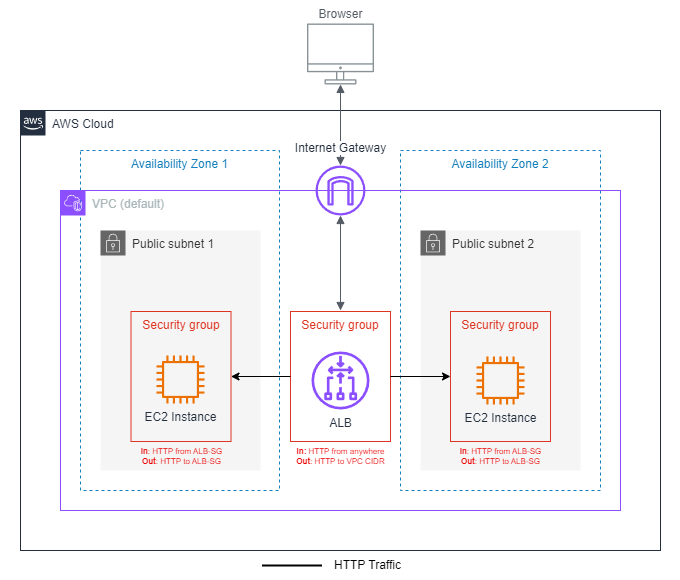 Browser
aws
AWS Cloud
Internet Gateway
Availability Zone 1
Availability Zone 2
VPC (default)
Public subnet 1
Public subnet 2
Security group
Security group
Security group
EC2 Instance
ALB
EC2 Instance
In: HTTP from ALB-SG
Out: HTTP to ALB-SG
In: HTTP from anywhere
Out: HTTP to VPC CIDR
In: HTTP from ALB-SG
Out: HTTP to ALB-SG
HTTP Traffic